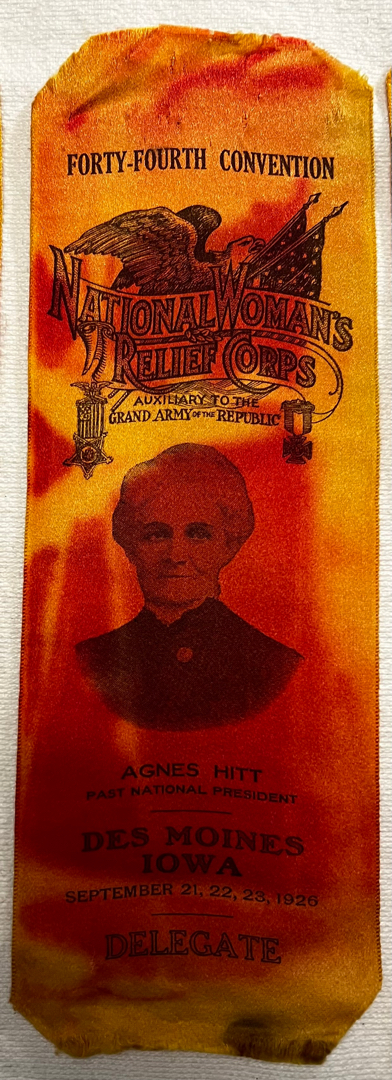 FORTY-FOURTH CONVENTION
NATIONAL WOMAN'S
RELIEF CORPS
AUXILIARY TO THE
GRAND ARMY OF THE REPUBLIC
AGNES HITT
PAST NATIONAL PRESIDENT
DES MOINES
IOWA
SEPTEMBER 21, 22, 23, 1926
DELEGATE